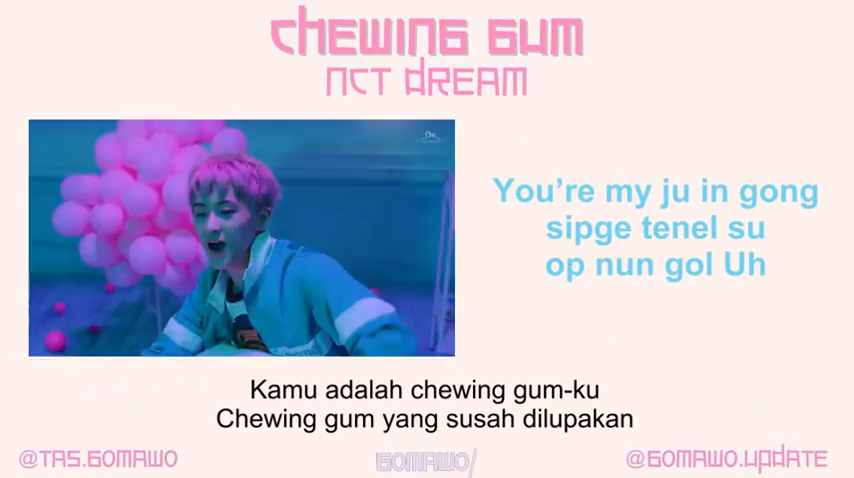 CHEWING GUM
NCT DREAM
You're my ju in gong
sipge tenel su
op nun gol Uh
Kamu adalah chewing gum-ku
Chewing gum yang susah dilupakan
@TAS.GOMAWO
GOMAWO/
@GOMAWO.UPDATE